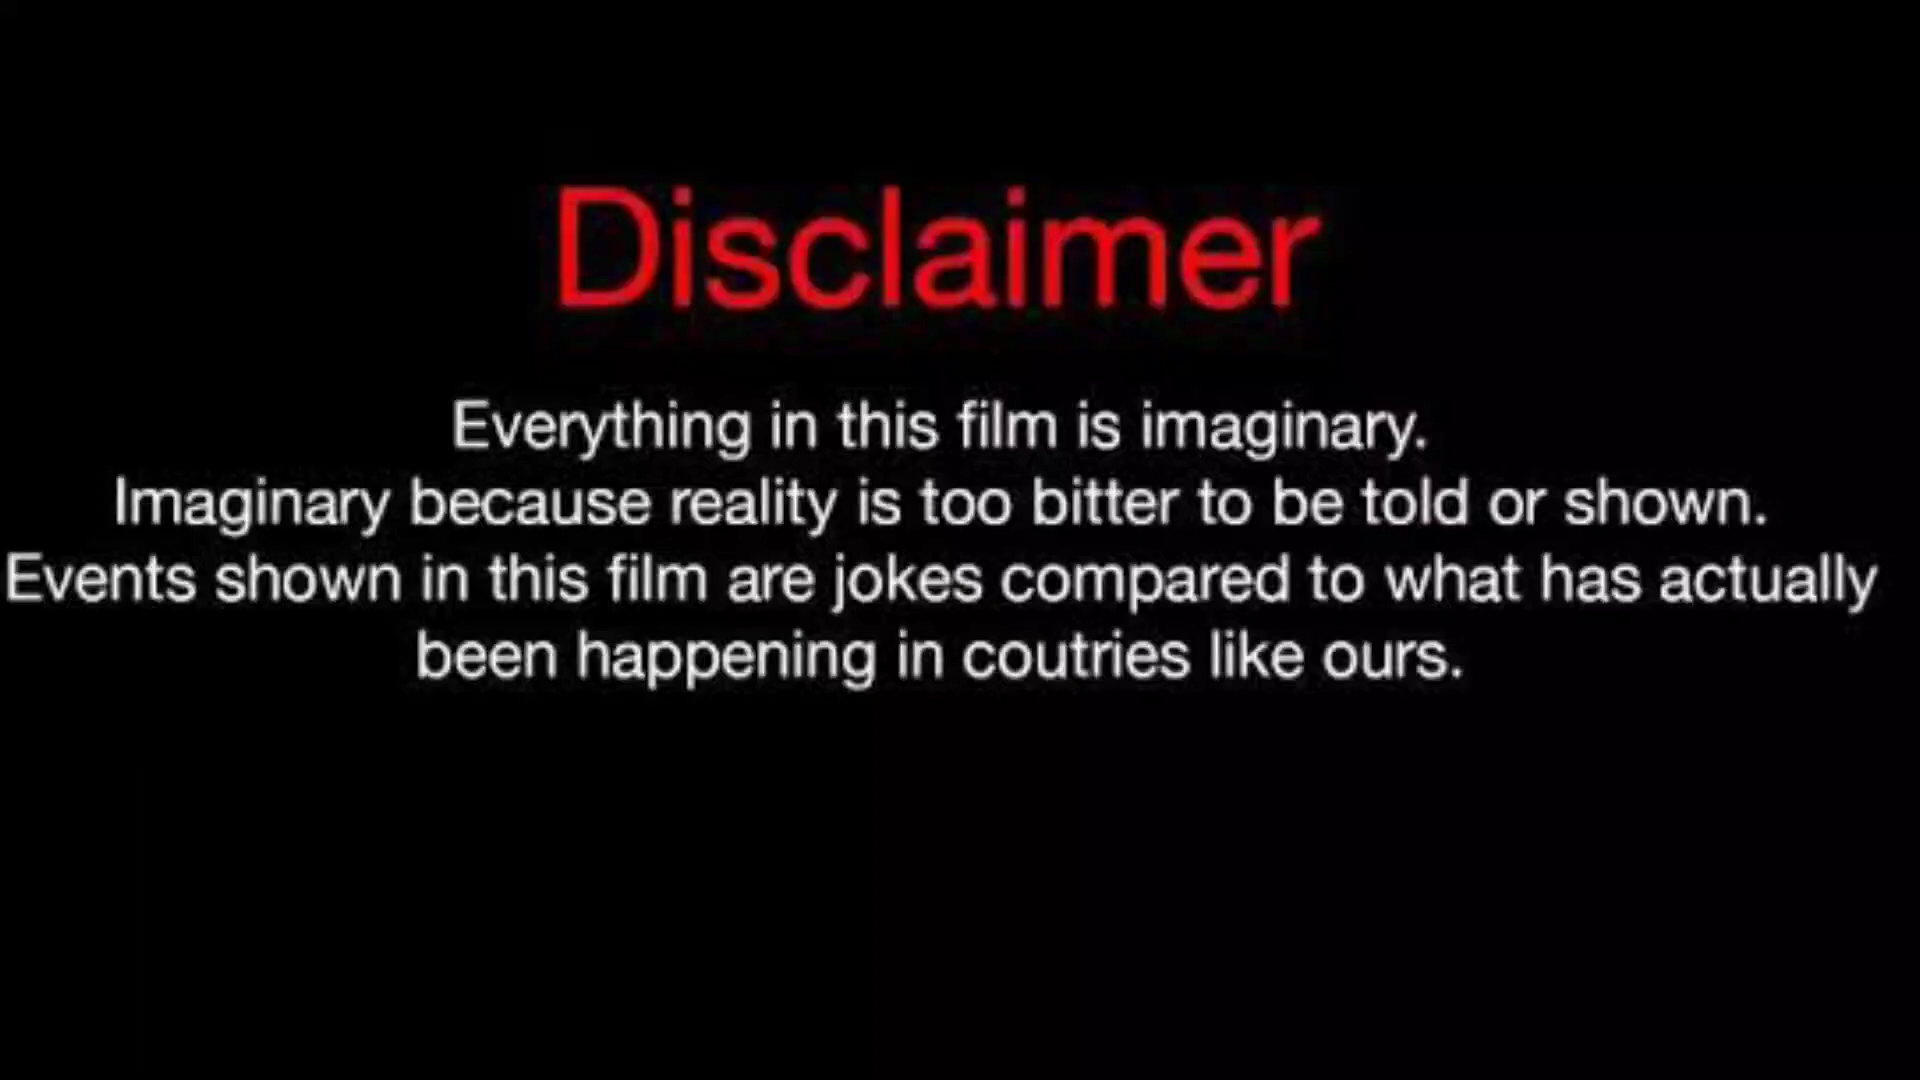 Disclaimer
Everything in this film is imaginary.
Imaginary because reality is too bitter to be told or shown.
Events shown in this film are jokes compared to what has actually
been happening in coutries like ours.